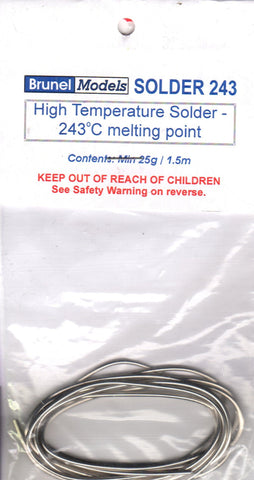 Brunel Models SOLDER 243
High Temperature Solder -
243°C melting point
Contents: Min 25g / 1.5m
KEEP OUT OF REACH OF CHILDREN
See Safety Warning on reverse.